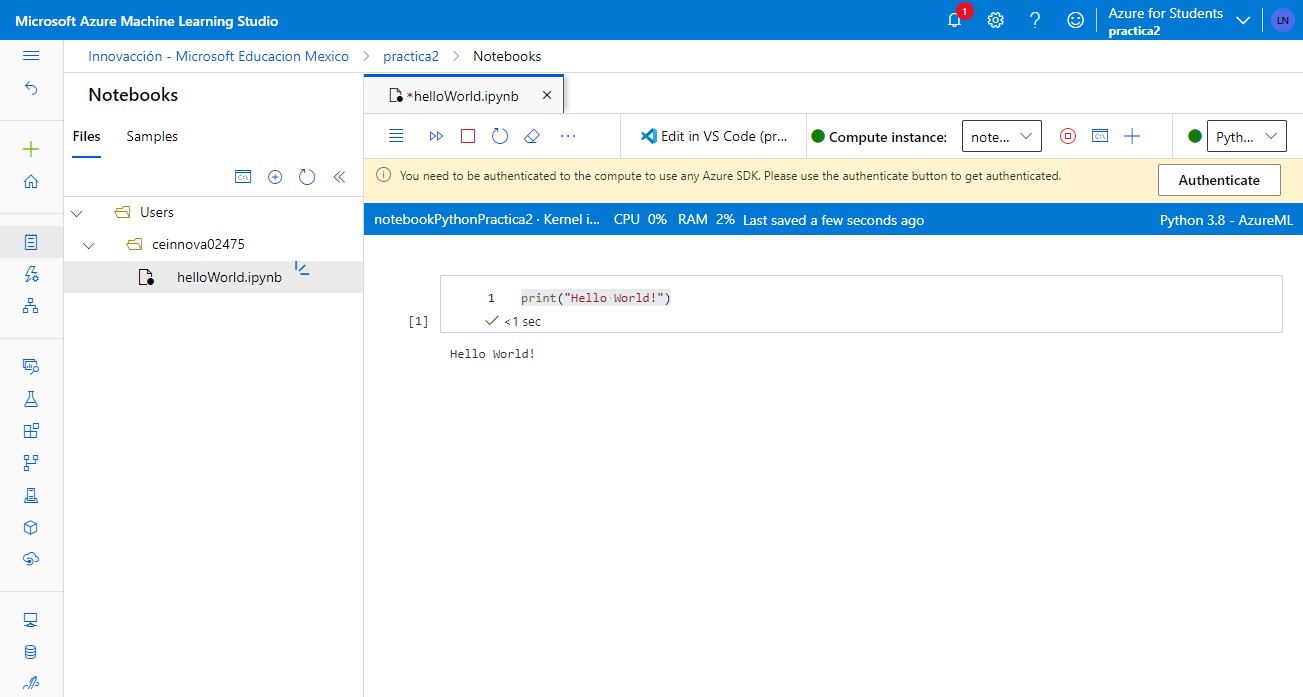 Microsoft Azure Machine Learning Studio
1
Azure for Students
practica2
LN
Innovacción - Microsoft Educacion Mexico > practica2 > Notebooks
Notebooks
Files Samples
Users
ceinnova02475
helloWorld.ipynb
*helloWorld.ipynb
Edit in VS Code (pr...
Compute instance:
note...
Pyth...
You need to be authenticated to the compute to use any Azure SDK. Please use the authenticate button to get authenticated.
Authenticate
notebookPythonPractica2 · Kernel i... CPU 0% RAM 2% Last saved a few seconds ago
Python 3.8 - AzureML
1 print("Hello·World!")
[1] <1 sec
Hello World!